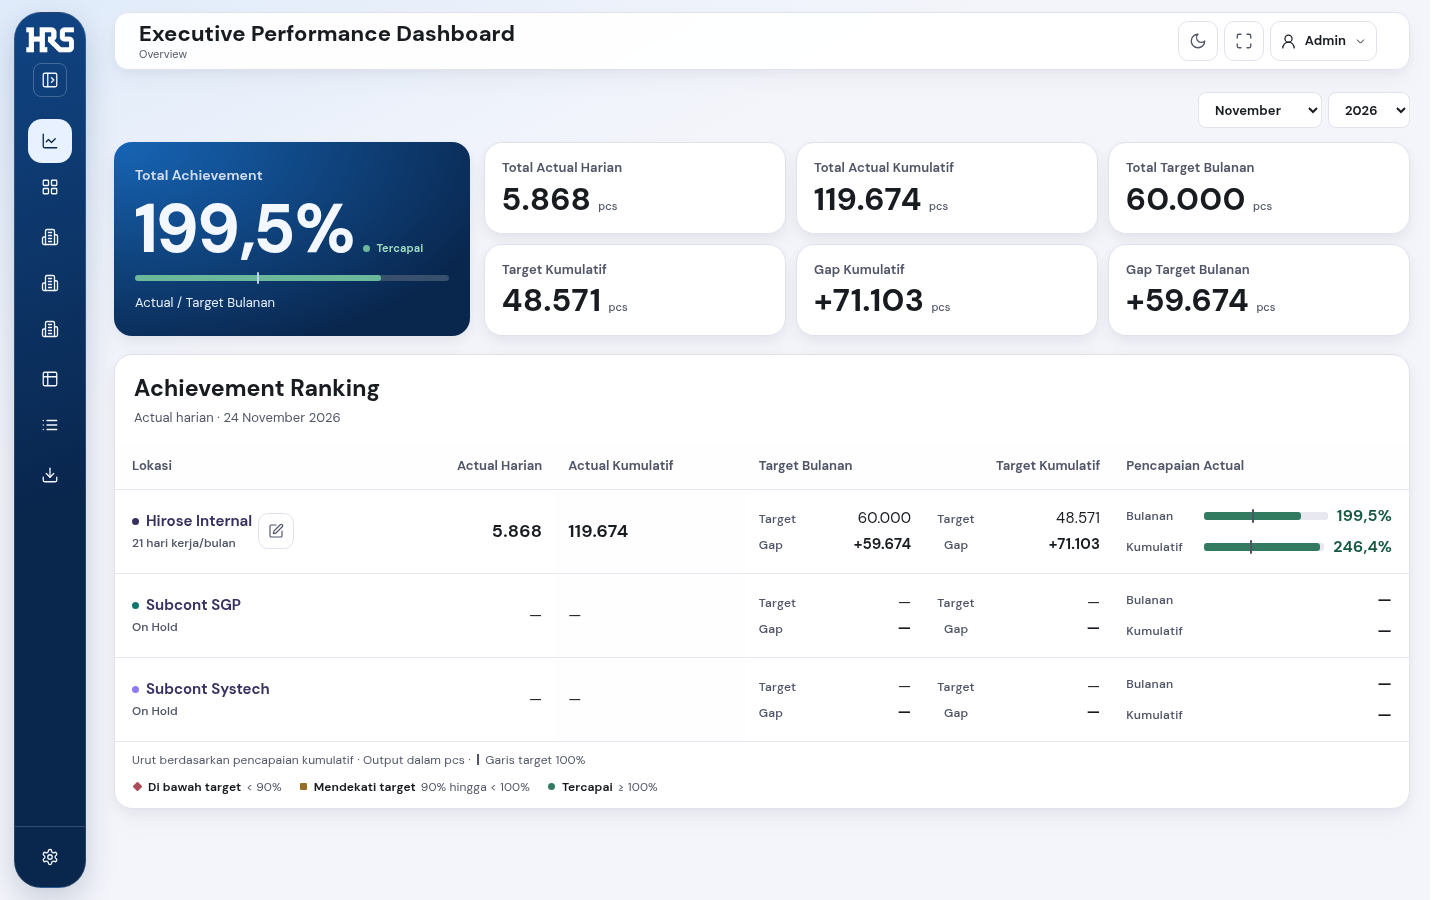 HRS
Executive Performance Dashboard
Overview
Admin
November
2026
Total Achievement
199,5%
Tercapai
Actual / Target Bulanan
Total Actual Harian
5.868 pcs
Total Actual Kumulatif
119.674 pcs
Total Target Bulanan
60.000 pcs
Target Kumulatif
48.571 pcs
Gap Kumulatif
+71.103 pcs
Gap Target Bulanan
+59.674 pcs
Achievement Ranking
Actual harian · 24 November 2026
Lokasi Actual Harian Actual Kumulatif Target Bulanan Target Kumulatif Pencapaian Actual
Hirose Internal
21 hari kerja/bulan
5.868
119.674
Target 60.000
Gap +59.674
Target 48.571
Gap +71.103
Bulanan 199,5%
Kumulatif 246,4%
Subcont SGP
On Hold
—
—
Target —
Gap —
Target —
Gap —
Bulanan —
Kumulatif —
Subcont Systech
On Hold
—
—
Target —
Gap —
Target —
Gap —
Bulanan —
Kumulatif —
Urut berdasarkan pencapaian kumulatif · Output dalam pcs · | Garis target 100%
Di bawah target < 90% Mendekati target 90% hingga < 100% Tercapai ≥ 100%